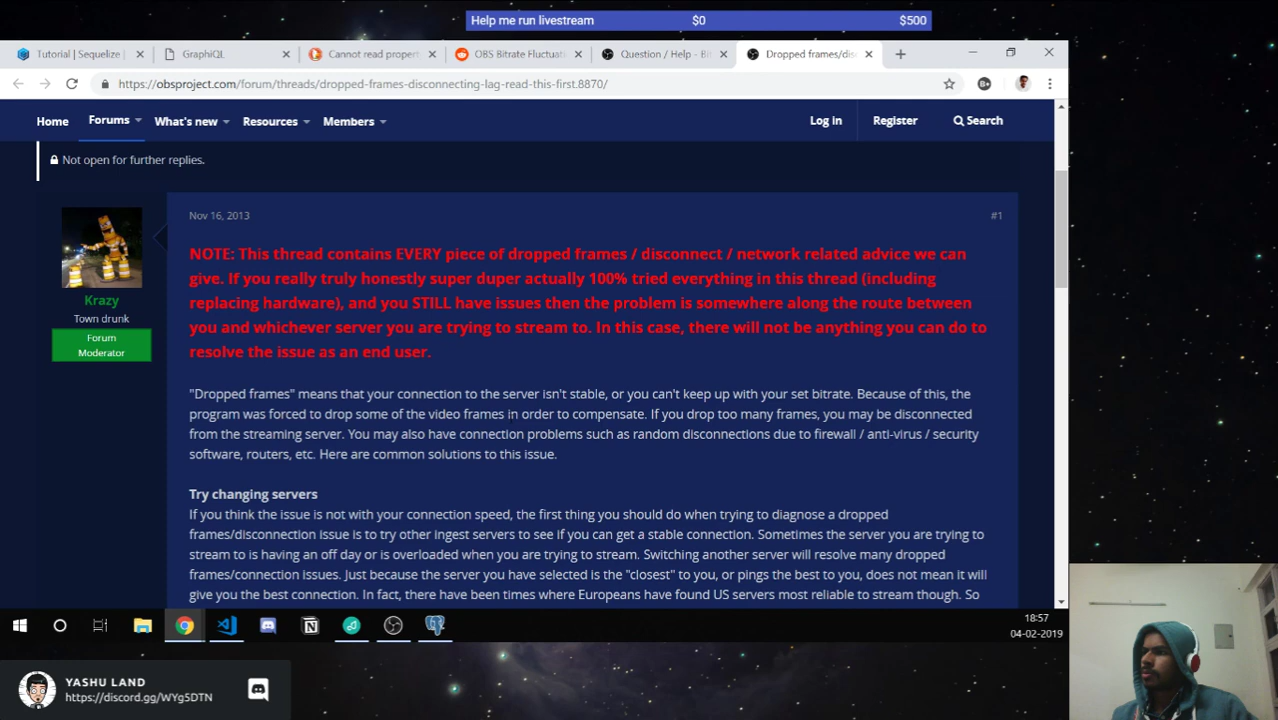 Help me run livestream $0 $500
Tutorial | Sequelize |
GraphiQL
Cannot read propert
OBS Bitrate Fluctuati
Question / Help - Bi
Dropped frames/dis
https://obsproject.com/forum/threads/dropped-frames-disconnecting-lag-read-this-first.8870/
Home Forums What's new Resources Members Log in Register Search
Not open for further replies.
Nov 16, 2013 #1
NOTE: This thread contains EVERY piece of dropped frames / disconnect / network related advice we can
give. If you really truly honestly super duper actually 100% tried everything in this thread (including
replacing hardware), and you STILL have issues then the problem is somewhere along the route between
you and whichever server you are trying to stream to. In this case, there will not be anything you can do to
resolve the issue as an end user.
Krazy
Town drunk
Forum
Moderator
"Dropped frames" means that your connection to the server isn't stable, or you can't keep up with your set bitrate. Because of this, the
program was forced to drop some of the video frames in order to compensate. If you drop too many frames, you may be disconnected
from the streaming server. You may also have connection problems such as random disconnections due to firewall / anti-virus / security
software, routers, etc. Here are common solutions to this issue.
Try changing servers
If you think the issue is not with your connection speed, the first thing you should do when trying to diagnose a dropped
frames/disconnection issue is to try other ingest servers to see if you can get a stable connection. Sometimes the server you are trying to
stream to is having an off day or is overloaded when you are trying to stream. Switching another server will resolve many dropped
frames/connection issues. Just because the server you have selected is the "closest" to you, or pings the best to you, does not mean it will
give you the best connection. In fact, there have been times where Europeans have found US servers most reliable to stream though. So
18:57
04-02-2019
YASHU LAND
https://discord.gg/WYg5DTN